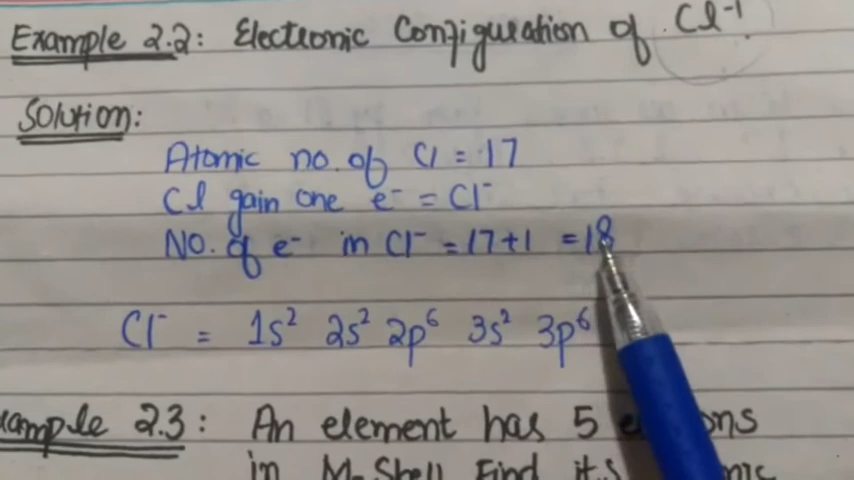 Example 2.2: Electronic Configuration of Cl⁻¹.
Solution:
Atomic no. of Cl = 17
Cl gain one e⁻ = Cl⁻
NO. of e⁻ in Cl⁻ = 17+1 = 18
Cl⁻ = 1s² 2s² 2p⁶ 3s² 3p⁶
ample 2.3: An element has 5
in M-Shell Find its